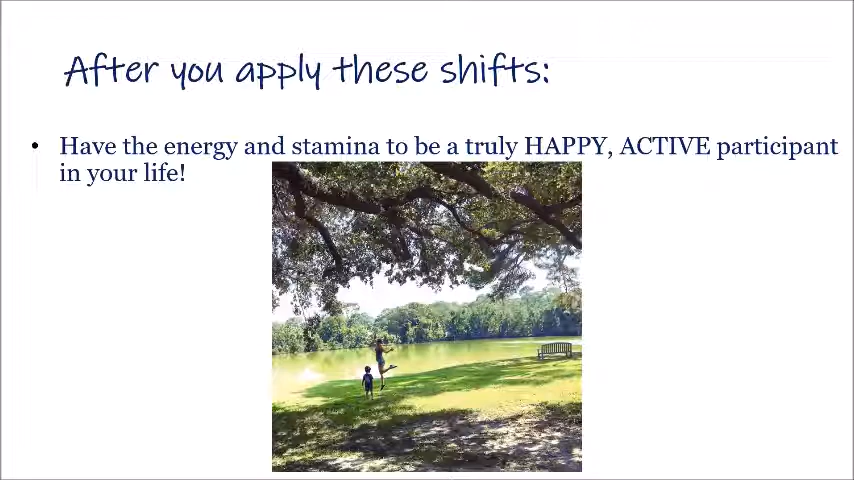 After you apply these shifts:
• Have the energy and stamina to be a truly HAPPY, ACTIVE participant
in your life!